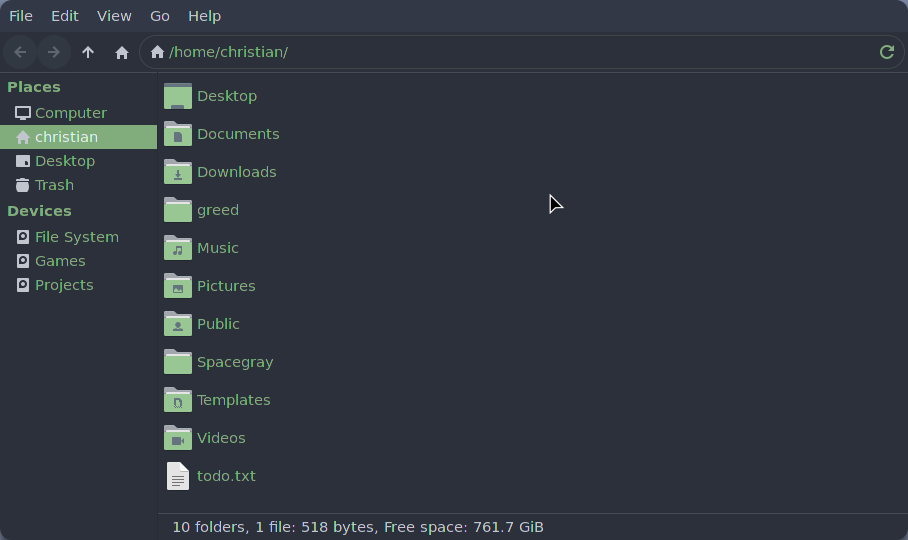 File Edit View Go Help
/home/christian/
Places
Computer
christian
Desktop
Trash
Devices
File System
Games
Projects
Desktop
Documents
Downloads
greed
Music
Pictures
Public
Spacegray
Templates
Videos
todo.txt
10 folders, 1 file: 518 bytes, Free space: 761.7 GiB